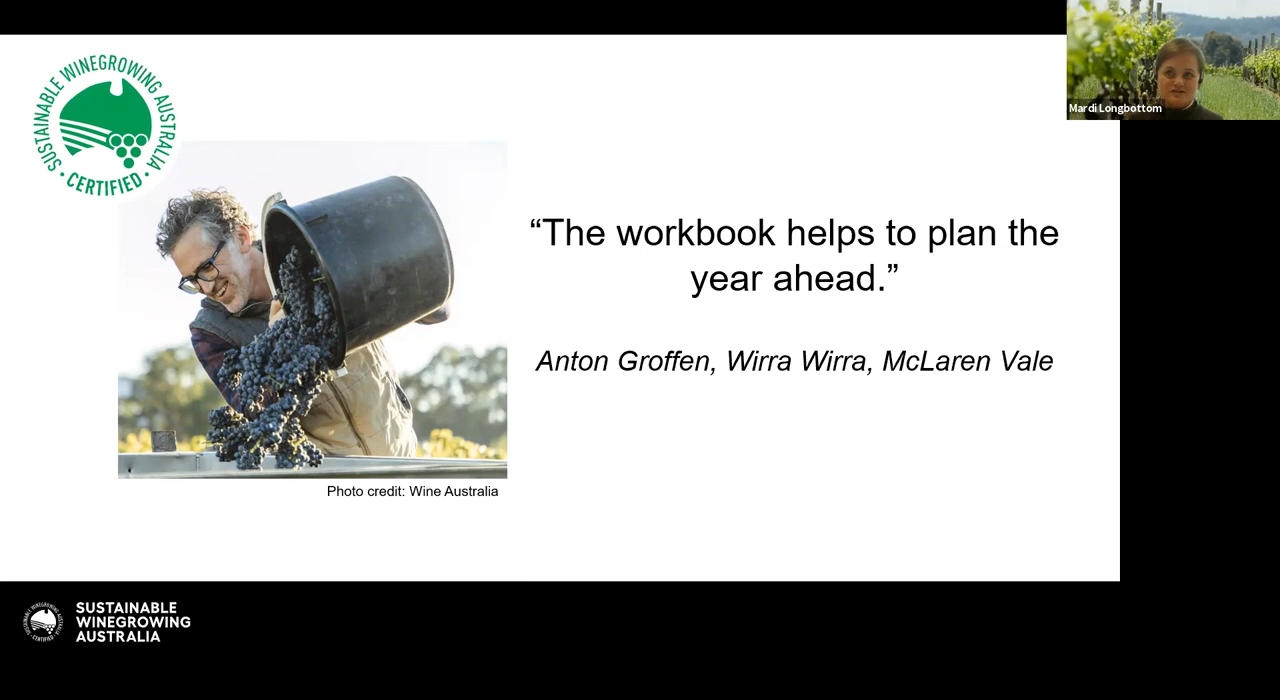 SUSTAINABLE WINEGROWING AUSTRALIA
• CERTIFIED •
Mardi Longbottom
“The workbook helps to plan the
year ahead.”
Anton Groffen, Wirra Wirra, McLaren Vale
Photo credit: Wine Australia
SUSTAINABLE
WINEGROWING
AUSTRALIA